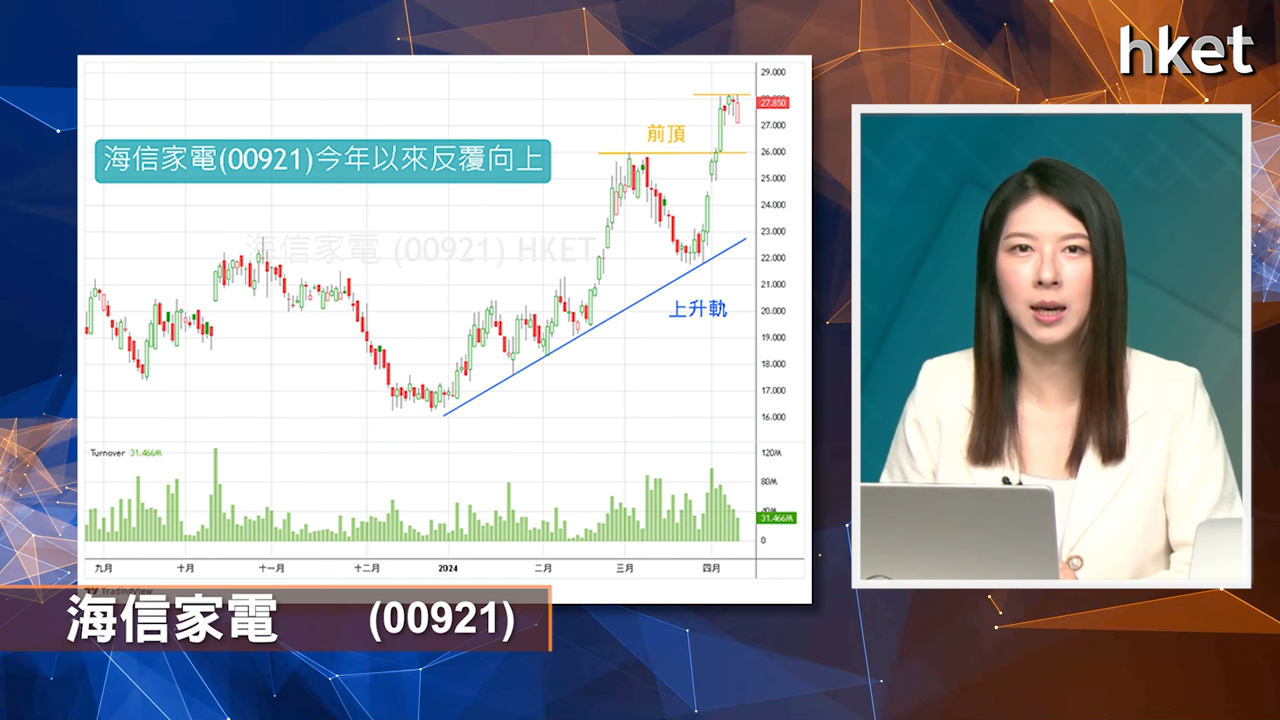 hket
29.000
27.850
27.000
26.000
25.000
24.000
23.000
22.000
21.000
20.000
19.000
18.000
17.000
16.000
前頂
海信家電(00921)今年以來反覆向上
海信家電 (00921) HKET
上升軌
Turnover 31.466M
120M
80M
40M
31.466M
0
九月 十月 十一月 十二月 2024 二月 三月 四月
TradingView
海信家電 (00921)